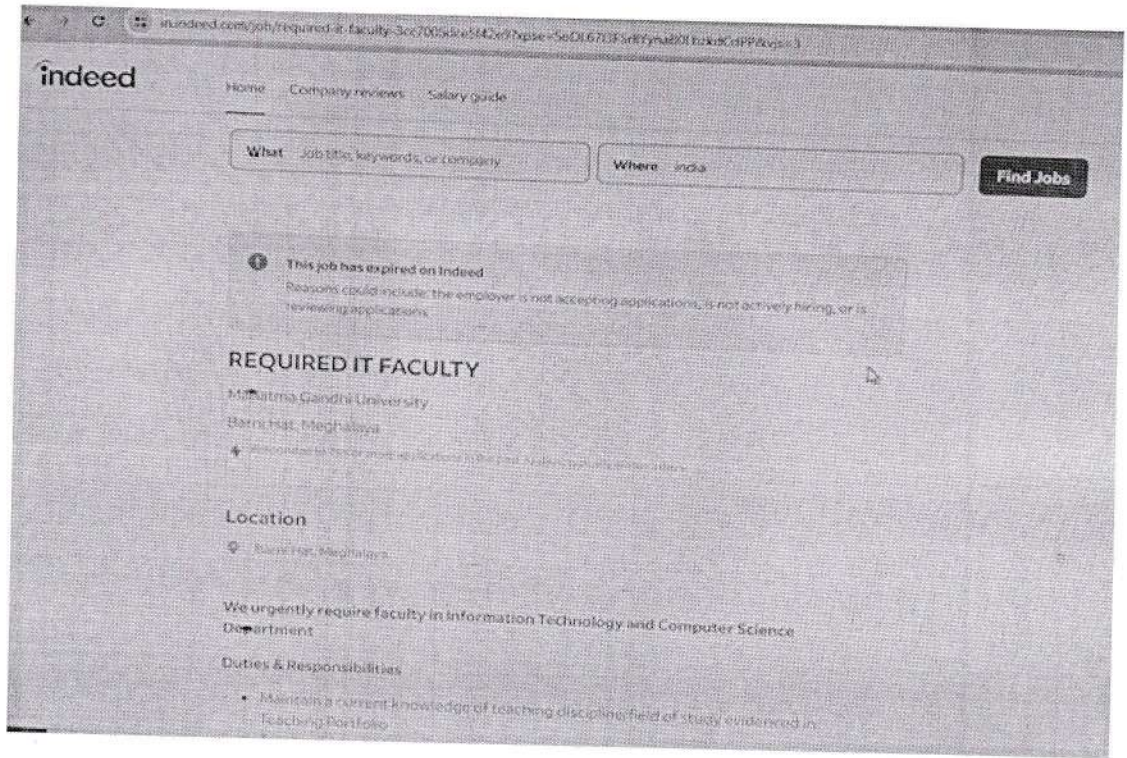 indeed
Home Company reviews Salary guide
What Job title, keywords, or company
Where india
Find Jobs
This job has expired on Indeed
Reasons could include: the employer is not accepting applications, is not actively hiring, or is
reviewing applications.
REQUIRED IT FACULTY
Mahatma Gandhi University
Barni Hat, Meghalaya
Location
Barni Hat, Meghalaya
We urgently require faculty in Information Technology and Computer Science
Department
Duties & Responsibilities
• Maintain a current knowledge of teaching discipline/field of study evidenced in
Teaching Portfolio